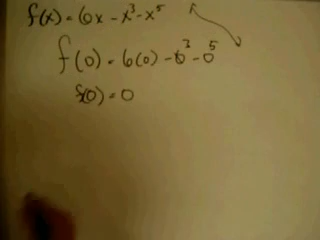 f(x) = 6x - x³ - x⁵
f(0) = 6(0) - 0³ - 0⁵
f(0) = 0